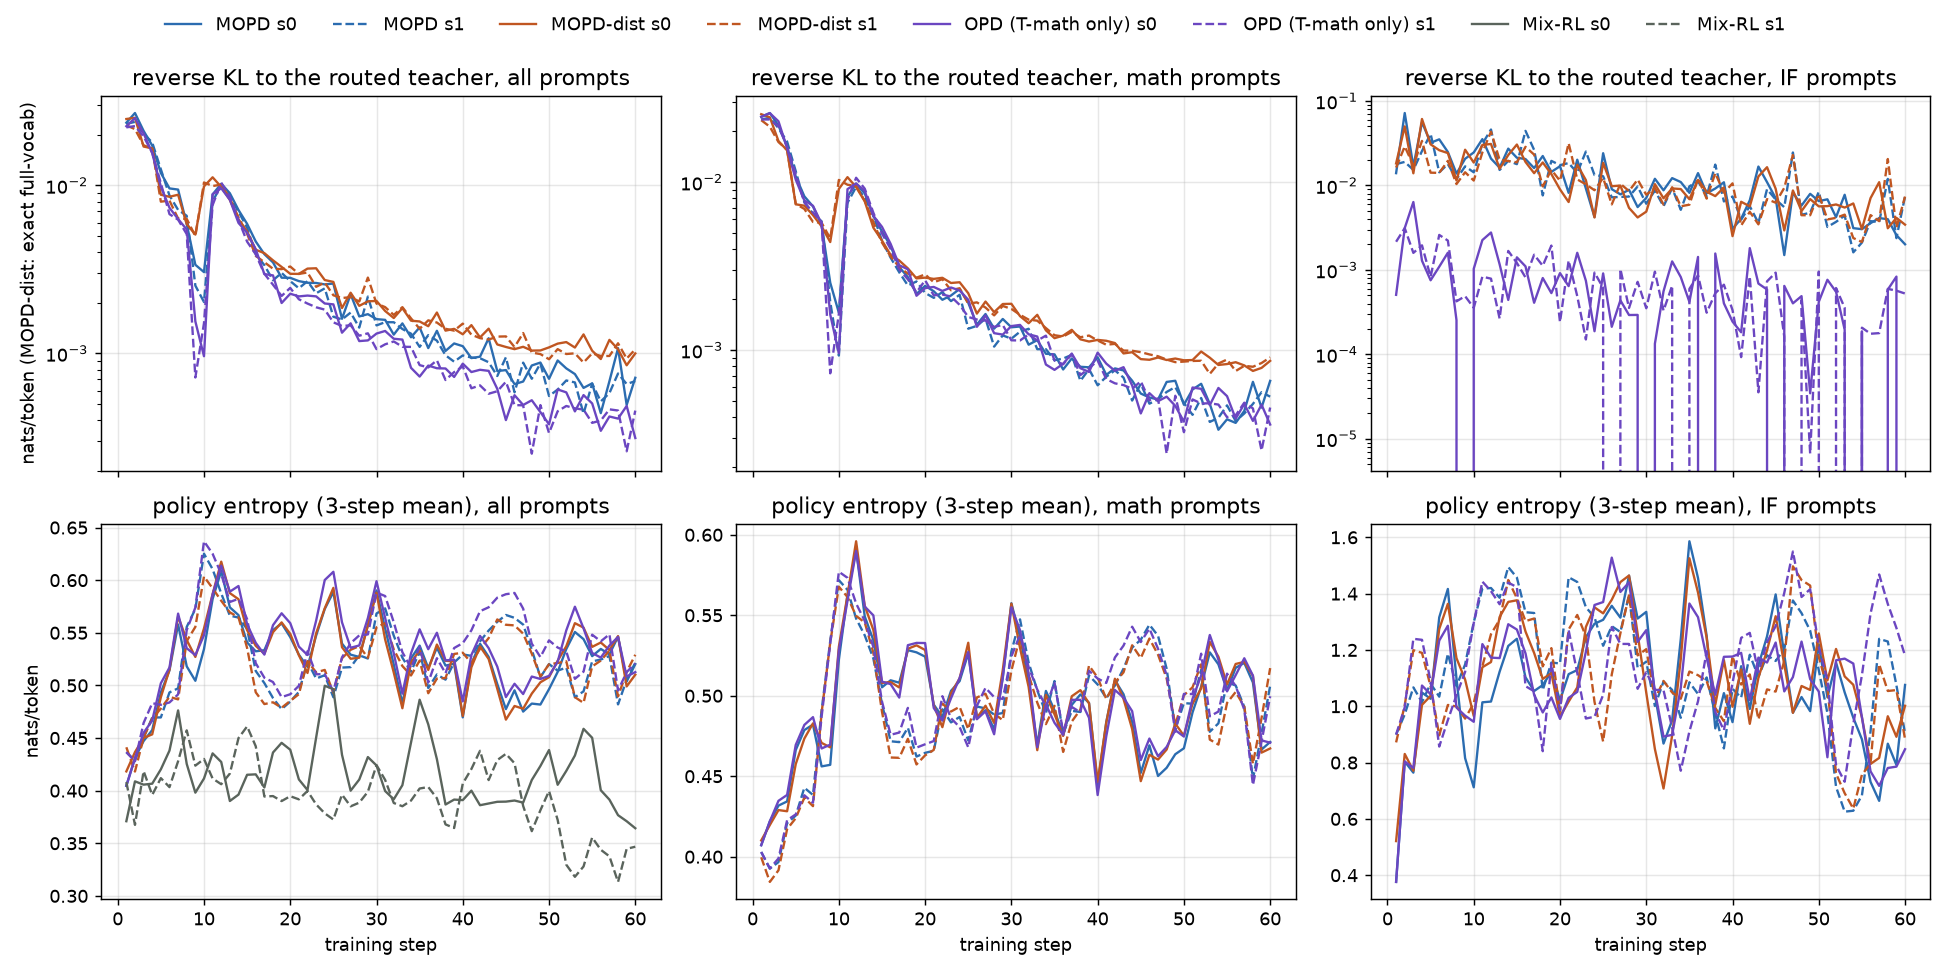 MOPD s0 MOPD s1 MOPD-dist s0 MOPD-dist s1 OPD (T-math only) s0 OPD (T-math only) s1 Mix-RL s0 Mix-RL s1
reverse KL to the routed teacher, all prompts
nats/token (MOPD-dist: exact full-vocab)
10⁻²
10⁻³
reverse KL to the routed teacher, math prompts
10⁻²
10⁻³
reverse KL to the routed teacher, IF prompts
10⁻¹
10⁻²
10⁻³
10⁻⁴
10⁻⁵
policy entropy (3-step mean), all prompts
nats/token
0.65
0.60
0.55
0.50
0.45
0.40
0.35
0.30
0 10 20 30 40 50 60
training step
policy entropy (3-step mean), math prompts
0.60
0.55
0.50
0.45
0.40
0 10 20 30 40 50 60
training step
policy entropy (3-step mean), IF prompts
1.6
1.4
1.2
1.0
0.8
0.6
0.4
0 10 20 30 40 50 60
training step